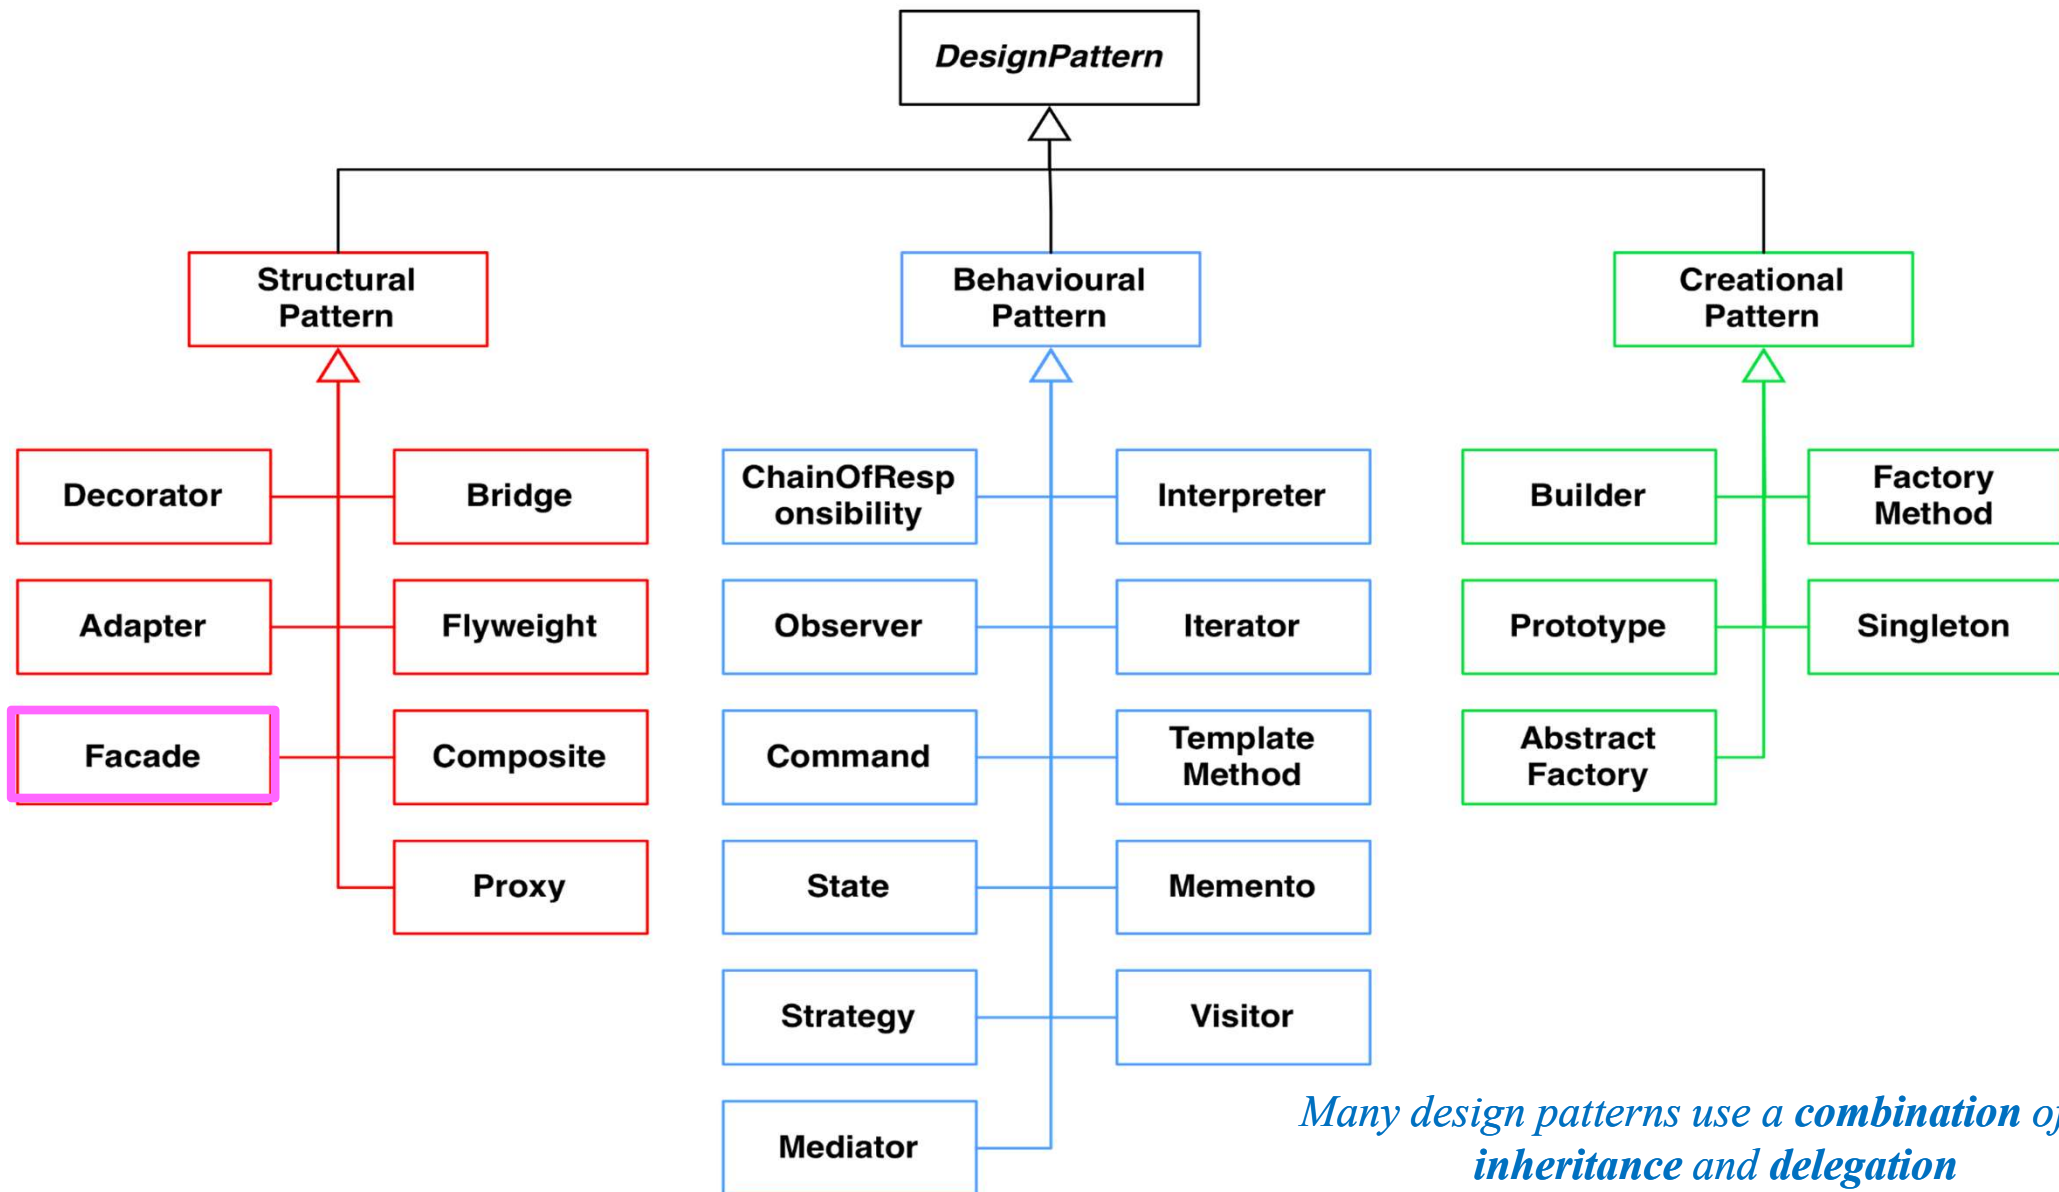 DesignPattern
Structural
Pattern
Behavioural
Pattern
Creational
Pattern
Decorator
Bridge
ChainOfResp
onsibility
Interpreter
Builder
Factory
Method
Adapter
Flyweight
Observer
Iterator
Prototype
Singleton
Facade
Composite
Command
Template
Method
Abstract
Factory
Proxy
State
Memento
Strategy
Visitor
Mediator
Many design patterns use a combination of
inheritance and delegation